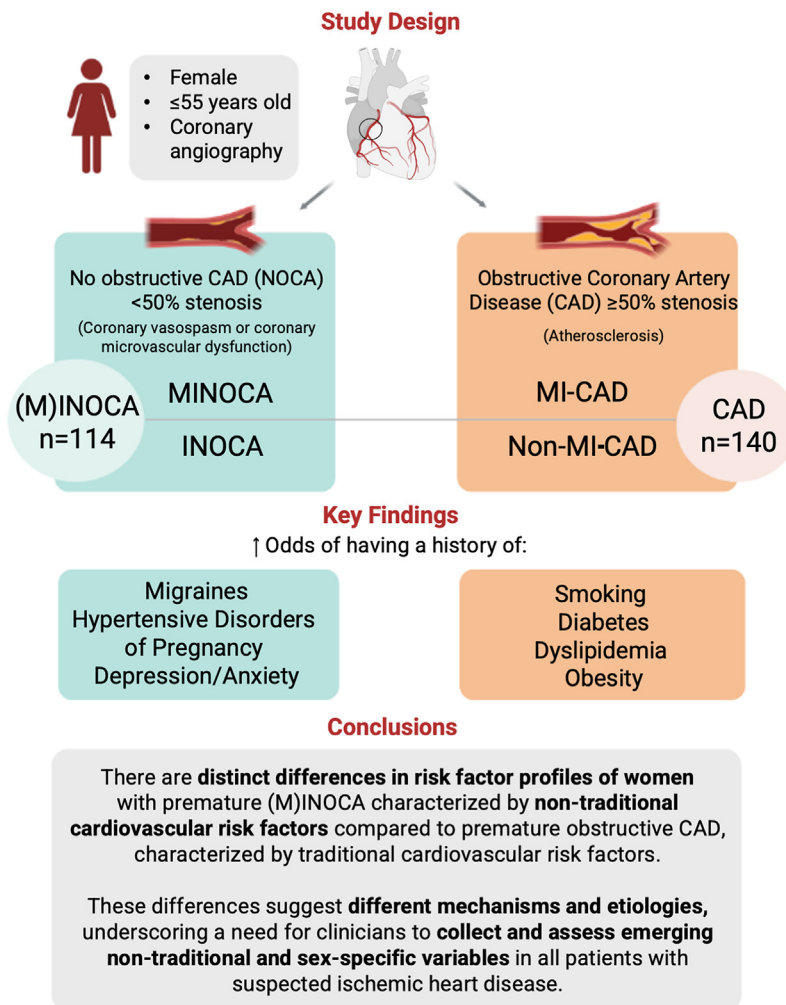 Study Design
• Female
• ≤55 years old
• Coronary
angiography
No obstructive CAD (NOCA)
<50% stenosis
(Coronary vasospasm or coronary
microvascular dysfunction)
(M)INOCA
n=114
MINOCA
INOCA
Obstructive Coronary Artery
Disease (CAD) ≥50% stenosis
(Atherosclerosis)
MI-CAD
Non-MI-CAD
CAD
n=140
Key Findings
↑ Odds of having a history of:
Migraines
Hypertensive Disorders
of Pregnancy
Depression/Anxiety
Smoking
Diabetes
Dyslipidemia
Obesity
Conclusions
There are distinct differences in risk factor profiles of women
with premature (M)INOCA characterized by non-traditional
cardiovascular risk factors compared to premature obstructive CAD,
characterized by traditional cardiovascular risk factors.
These differences suggest different mechanisms and etiologies,
underscoring a need for clinicians to collect and assess emerging
non-traditional and sex-specific variables in all patients with
suspected ischemic heart disease.